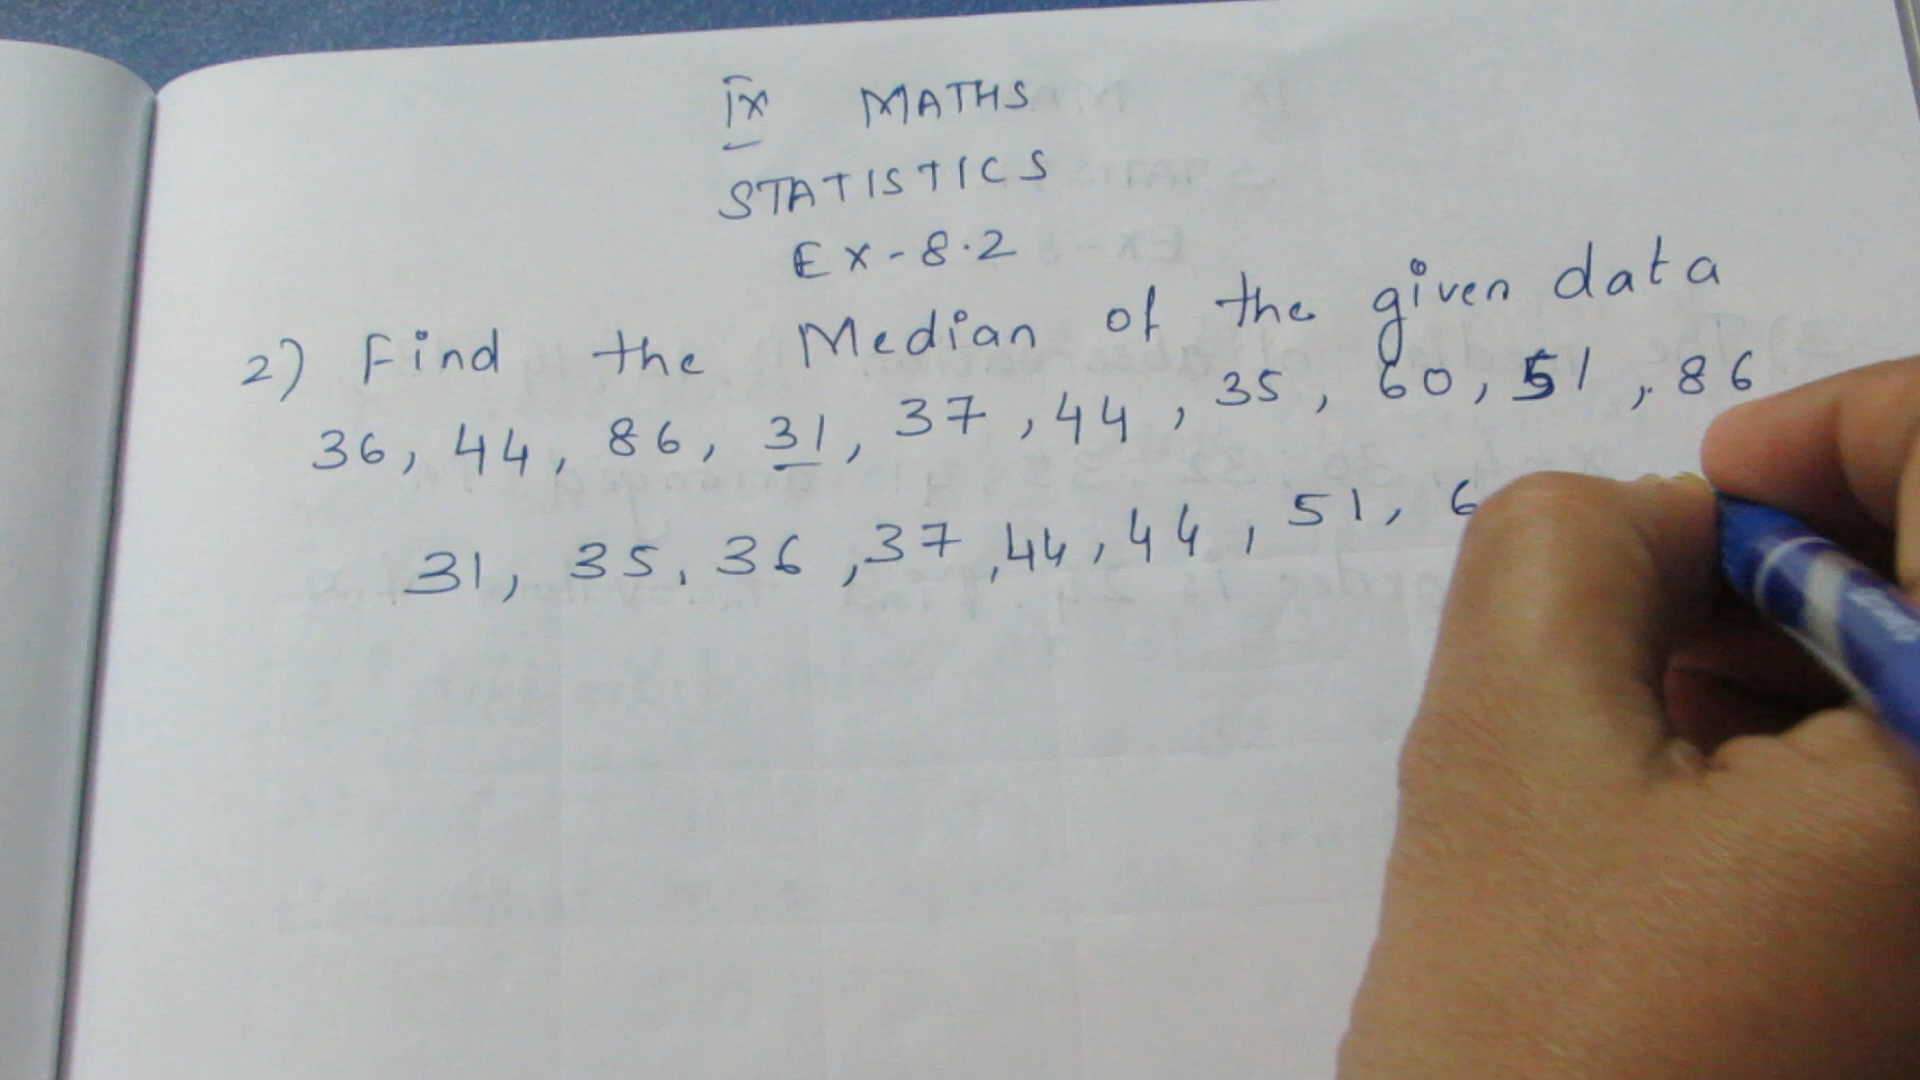 IX MATHS
STATISTICS
EX-8.2
2) Find the Median of the given data
36, 44, 86, 31, 37, 44, 35, 60, 51, 86
31, 35, 36, 37, 44, 44, 51, 6